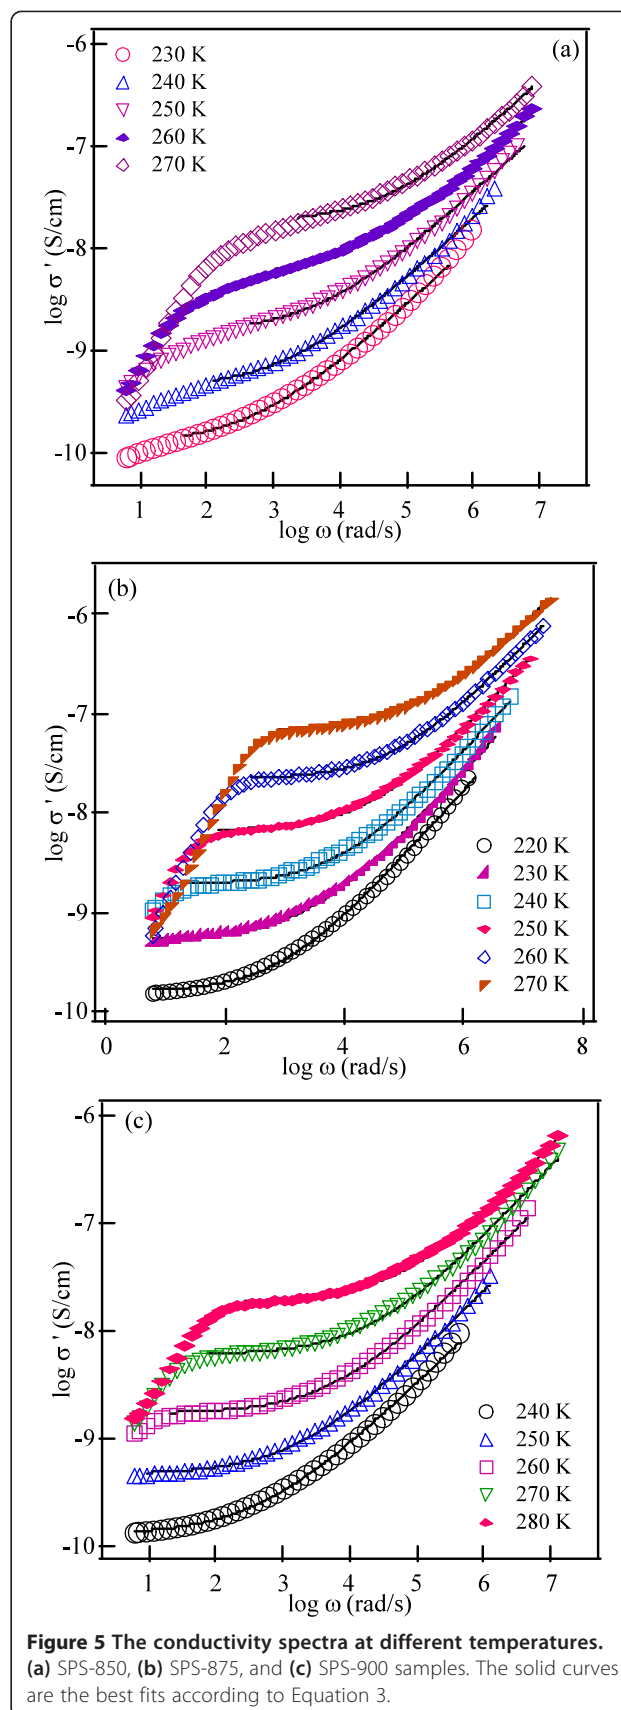 (a)
230 K
240 K
250 K
260 K
270 K
-6
-7
-8
-9
-10
log σ ' (S/cm)
1 2 3 4 5 6 7
log ω (rad/s)
(b)
-6
-7
-8
-9
-10
log σ ' (S/cm)
220 K
230 K
240 K
250 K
260 K
270 K
0 2 4 6 8
log ω (rad/s)
(c)
-6
-7
-8
-9
-10
log σ ' (S/cm)
240 K
250 K
260 K
270 K
280 K
1 2 3 4 5 6 7
log ω (rad/s)
Figure 5 The conductivity spectra at different temperatures.
(a) SPS-850, (b) SPS-875, and (c) SPS-900 samples. The solid curves
are the best fits according to Equation 3.